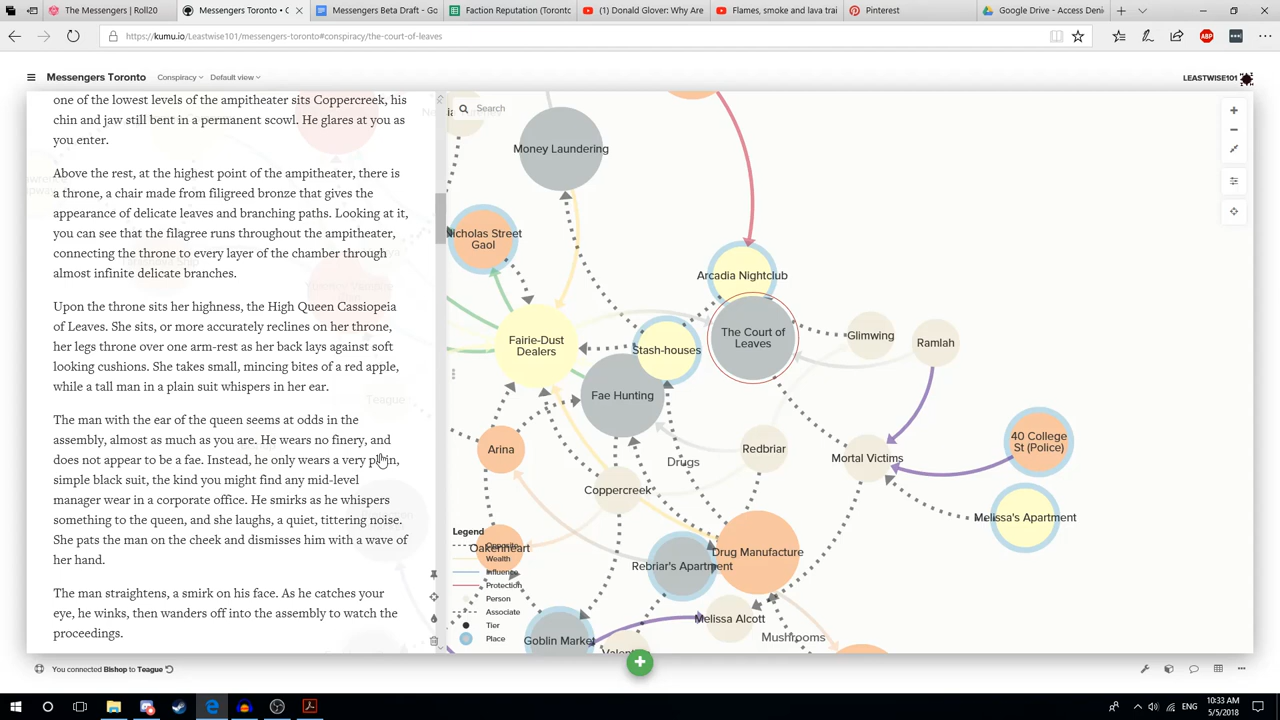 The Messengers | Roll20
Messengers Toronto • C
Messengers Beta Draft - Go
Faction Reputation (Toront
(1) Donald Glover: Why Are
Flames, smoke and lava trai
Pinterest
Google Drive - Access Deni
https://kumu.io/Leastwise101/messengers-toronto#conspiracy/the-court-of-leaves
ABP
Messengers Toronto
Conspiracy
Default view
LEASTWISE101
one of the lowest levels of the ampitheater sits Coppercreek, his
chin and jaw still bent in a permanent scowl. He glares at you as
you enter.
Above the rest, at the highest point of the ampitheater, there is
a throne, a chair made from filigreed bronze that gives the
appearance of delicate leaves and branching paths. Looking at it,
you can see that the filagree runs throughout the ampitheater,
connecting the throne to every layer of the chamber through
almost infinite delicate branches.
Upon the throne sits her highness, the High Queen Cassiopeia
of Leaves. She sits, or more accurately reclines on her throne,
her legs throne over one arm-rest as her back lays against soft
looking cushions. She takes small, mincing bites of a red apple,
while a tall man in a plain suit whispers in her ear.
The man with the ear of the queen seems at odds in the
assembly, almost as much as you are. He wears no finery, and
does not appear to be a fae. Instead, he only wears a very plain,
simple black suit, the kind you might find any mid-level
manager wear in a corporate office. He smirks as he whispers
something to the queen, and she laughs, a quiet, tittering noise.
She pats the man on the cheek and dismisses him with a wave of
her hand.
The man straightens, a smirk on his face. As he catches your
eye, he winks, then wanders off into the assembly to watch the
proceedings.
Search
Money Laundering
Nicholas Street
Gaol
Arcadia Nightclub
The Court of
Leaves
Glimwing
Ramlah
Fairie-Dust
Dealers
Stash-houses
Fae Hunting
Teague
Arina
Drugs
Redbriar
Mortal Victims
40 College
St (Police)
Coppercreek
Melissa's Apartment
Oakenheart
Drug Manufacture
Rebriar's Apartment
Melissa Alcott
Goblin Market
Mushrooms
Legend
Opposite
Wealth
Influence
Protection
Person
Associate
Tier
Place
You connected Bishop to Teague
ENG
10:33 AM
5/5/2018